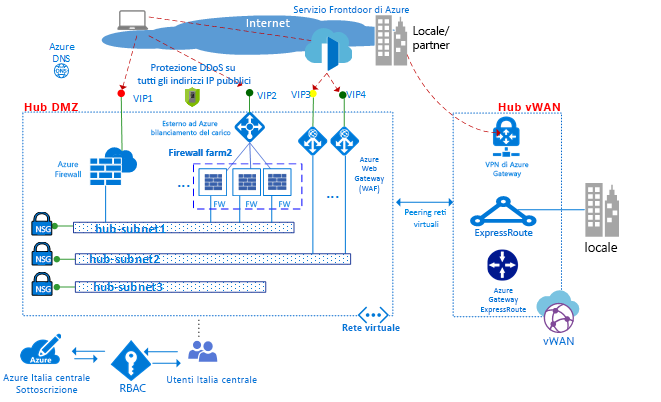 Servizio Frontdoor di Azure
Internet
Locale/
partner
Azure
DNS
Protezione DDoS su
tutti gli indirizzi IP pubblici
VIP1
VIP2
VIP3
VIP4
Hub DMZ
Hub vWAN
Esterno ad Azure
bilanciamento del carico
Firewall farm2
Azure
Firewall
...
FW
FW
FW
...
Azure
Web
Gateway
(WAF)
VPN di Azure
Gateway
Peering reti
virtuali
ExpressRoute
locale
NSG
hub-subnet1
NSG
hub-subnet2
NSG
hub-subnet3
Azure
Gateway
ExpressRoute
Rete virtuale
vWAN
Azure
Azure Italia centrale
Sottoscrizione
RBAC
Utenti Italia centrale